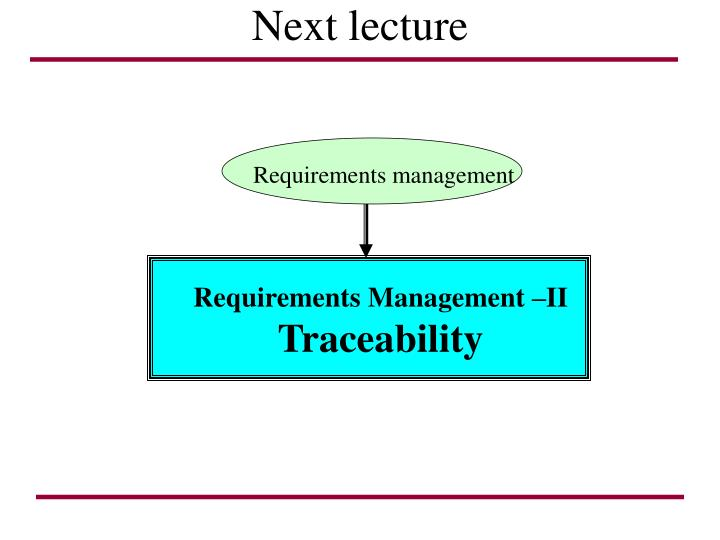 Next lecture
Requirements management
Requirements Management –II
Traceability